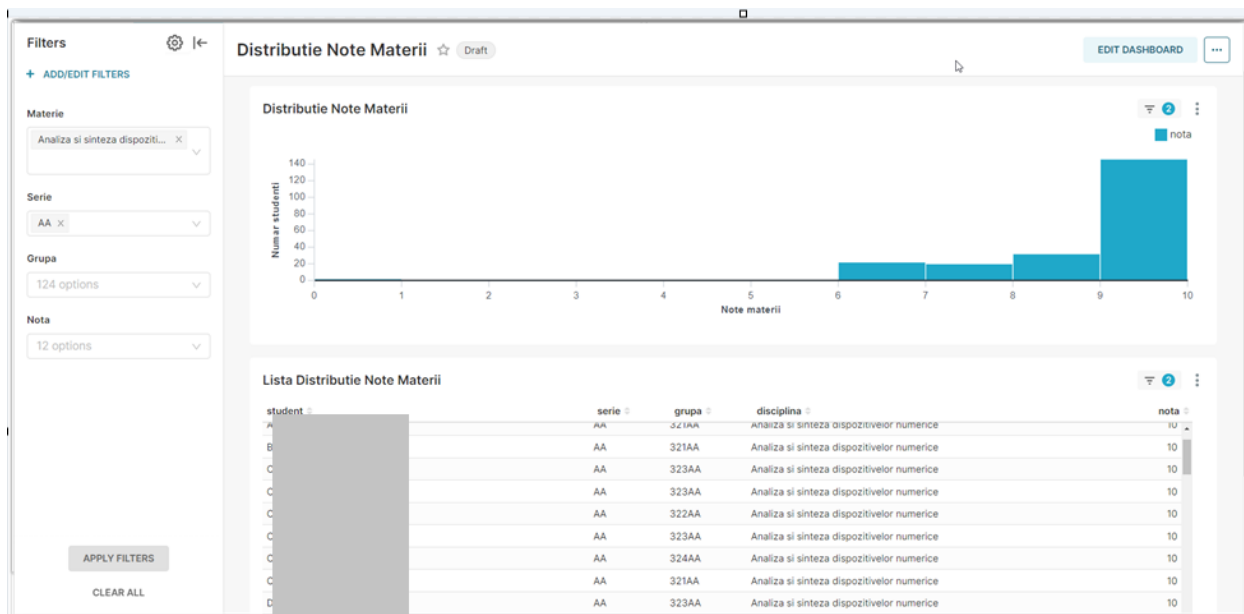 Filters
ADD/EDIT FILTERS
Materie
Analiza si sinteza dispoziti...
Serie
AA
Grupa
124 options
Nota
12 options
APPLY FILTERS
CLEAR ALL
Distributie Note Materii Draft
EDIT DASHBOARD
Distributie Note Materii
2
nota
Numar studenti
140
120
100
80
60
40
20
0
0 1 2 3 4 5 6 7 8 9 10
Note materii
Lista Distributie Note Materii
2
student serie grupa disciplina nota
A AA 321AA Analiza si sinteza dispozitivelor numerice 10
B AA 321AA Analiza si sinteza dispozitivelor numerice 10
C AA 323AA Analiza si sinteza dispozitivelor numerice 10
C AA 323AA Analiza si sinteza dispozitivelor numerice 10
C AA 322AA Analiza si sinteza dispozitivelor numerice 10
C AA 323AA Analiza si sinteza dispozitivelor numerice 10
C AA 324AA Analiza si sinteza dispozitivelor numerice 10
C AA 321AA Analiza si sinteza dispozitivelor numerice 10
D AA 323AA Analiza si sinteza dispozitivelor numerice 10